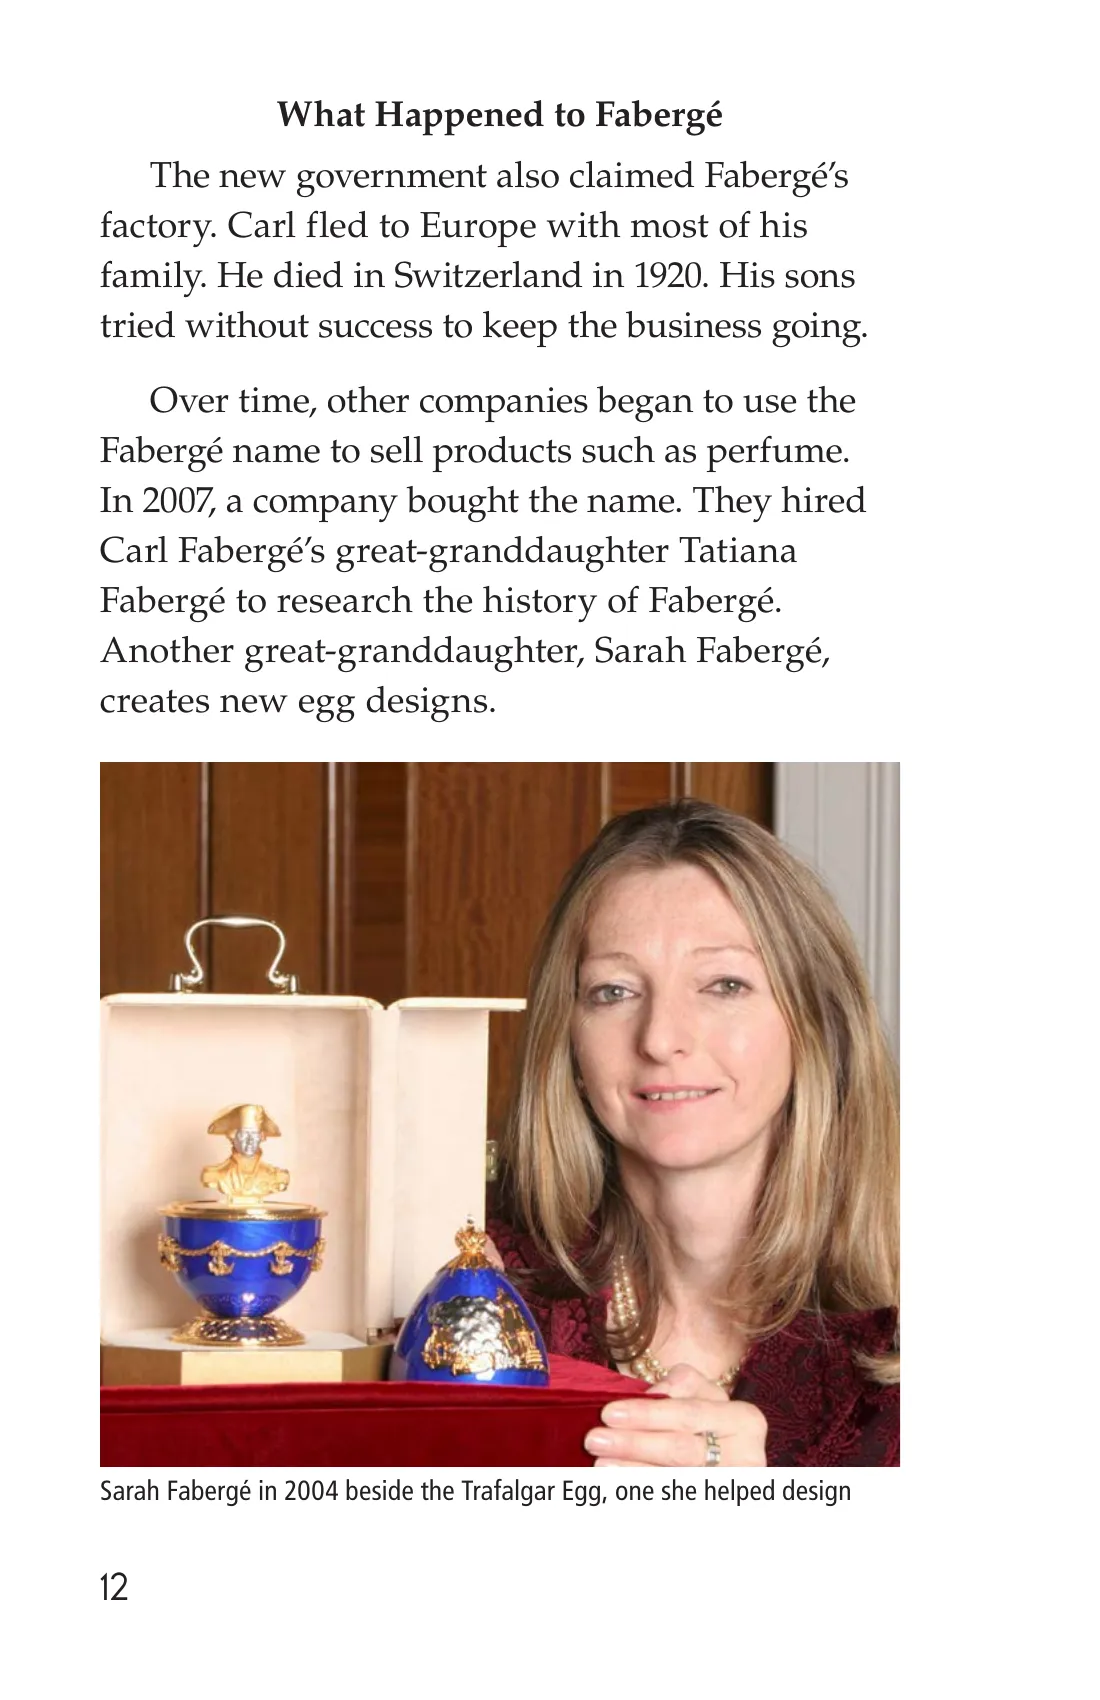 What Happened to Fabergé
The new government also claimed Fabergé’s
factory. Carl fled to Europe with most of his
family. He died in Switzerland in 1920. His sons
tried without success to keep the business going.
Over time, other companies began to use the
Fabergé name to sell products such as perfume.
In 2007, a company bought the name. They hired
Carl Fabergé’s great-granddaughter Tatiana
Fabergé to research the history of Fabergé.
Another great-granddaughter, Sarah Fabergé,
creates new egg designs.
Sarah Fabergé in 2004 beside the Trafalgar Egg, one she helped design
12